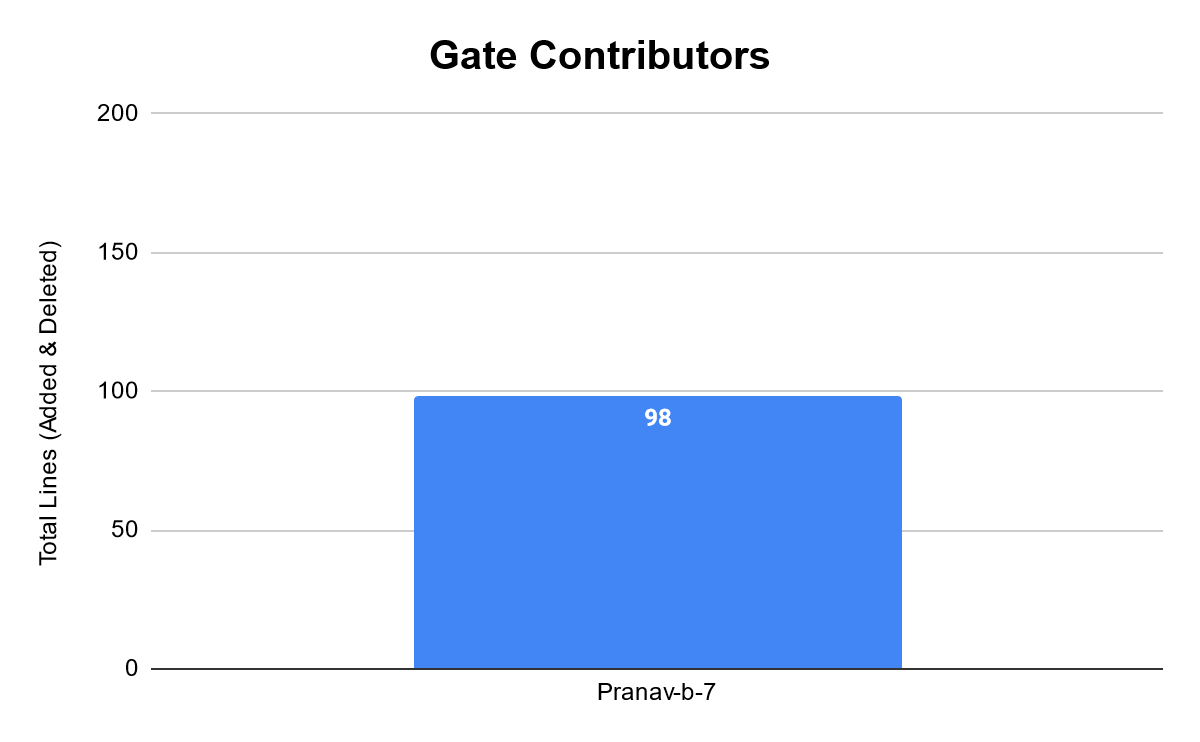 Gate Contributors
Total Lines (Added & Deleted)
200
150
100
50
0
98
Pranav-b-7